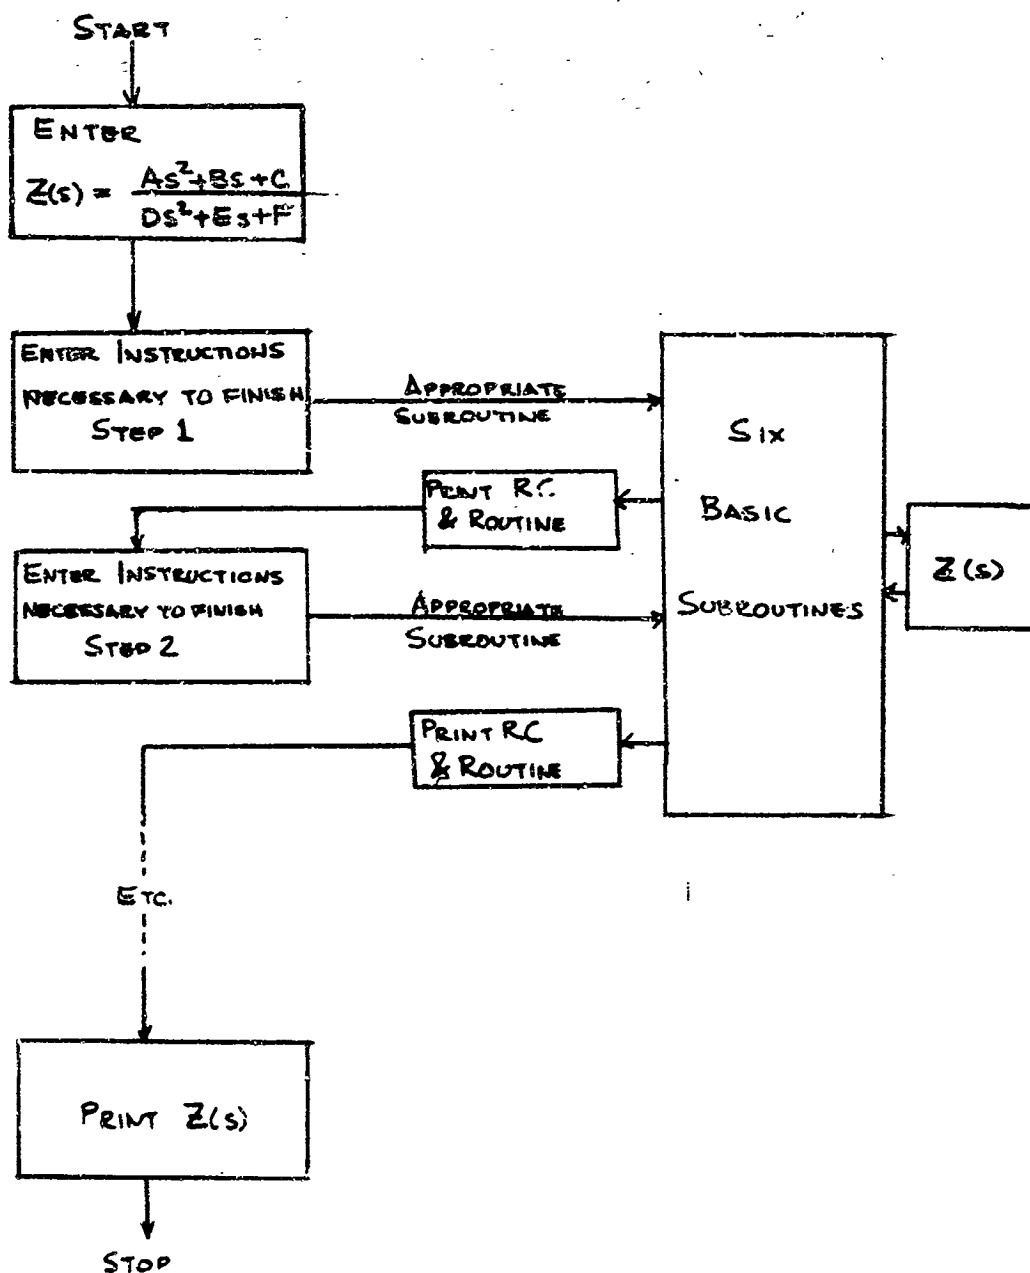 START
ENTER
Z(s) = As²+Bs+C
Ds²+Es+F
ENTER INSTRUCTIONS
NECESSARY TO FINISH
STEP 1
APPROPRIATE
SUBROUTINE
PRINT RC
& ROUTINE
ENTER INSTRUCTIONS
NECESSARY TO FINISH
STEP 2
APPROPRIATE
SUBROUTINE
SIX
BASIC
SUBROUTINES
Z(s)
PRINT RC
& ROUTINE
ETC.
PRINT Z(s)
STOP